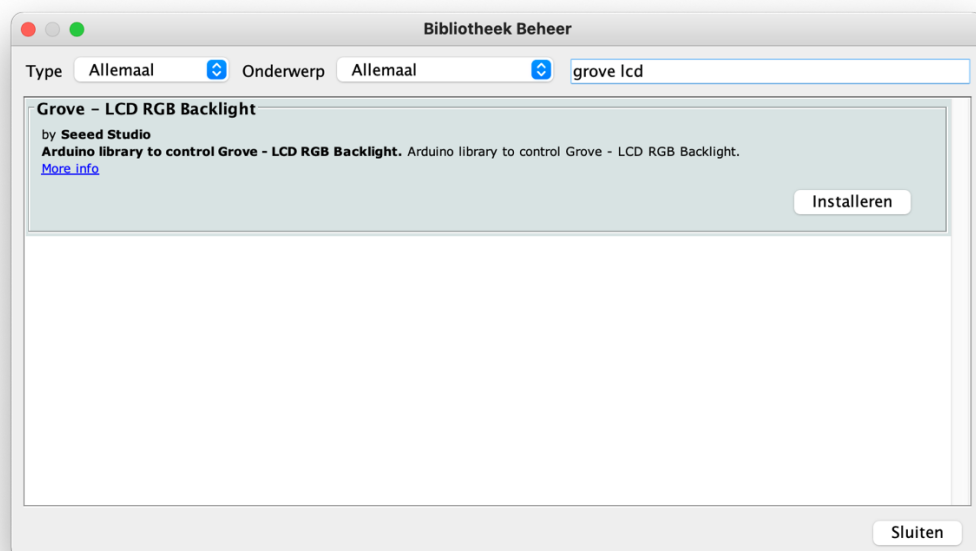 Bibliotheek Beheer
Type Allemaal Onderwerp Allemaal grove lcd
Grove - LCD RGB Backlight
by Seeed Studio
Arduino library to control Grove - LCD RGB Backlight. Arduino library to control Grove - LCD RGB Backlight.
More info
Installeren
Sluiten